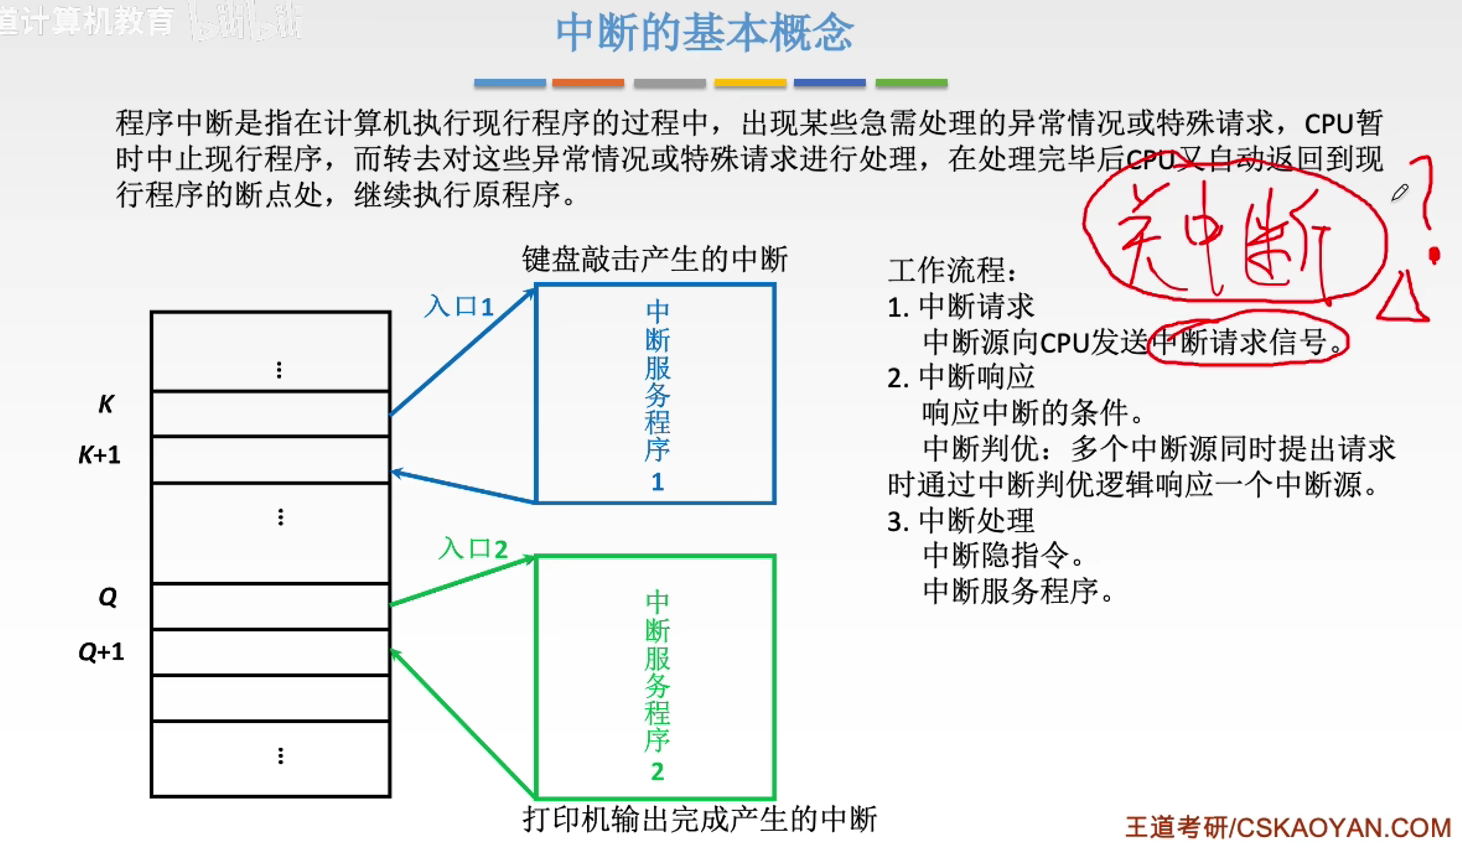 道计算机教育 bilibili
中断的基本概念
程序中断是指在计算机执行现行程序的过程中，出现某些急需处理的异常情况或特殊请求，CPU暂
时中止现行程序，而转去对这些异常情况或特殊请求进行处理，在处理完毕后CPU又自动返回到现
行程序的断点处，继续执行原程序。
关中断
?
键盘敲击产生的中断
入口1
中断服务程序1
⋮
K
K+1
⋮
入口2
Q
Q+1
中断服务程序2
⋮
打印机输出完成产生的中断
工作流程：
1. 中断请求
中断源向CPU发送中断请求信号。
2. 中断响应
响应中断的条件。
中断判优：多个中断源同时提出请求
时通过中断判优逻辑响应一个中断源。
3. 中断处理
中断隐指令。
中断服务程序。
王道考研/CSKAOYAN.COM